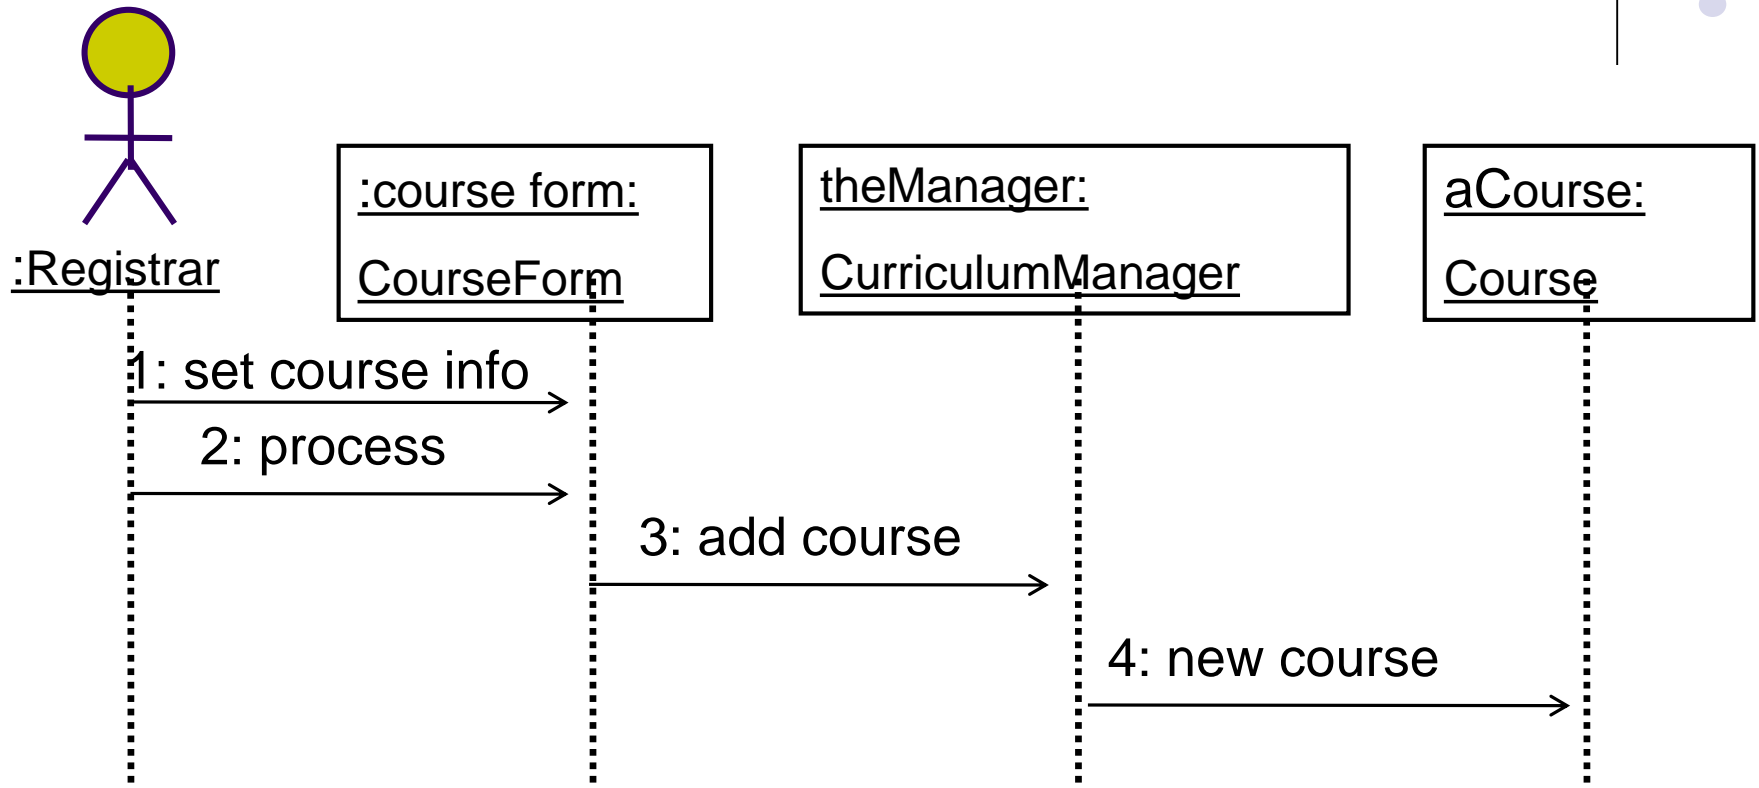 :Registrar
:course form:
CourseForm
theManager:
CurriculumManager
aCourse:
Course
1: set course info
2: process
3: add course
4: new course